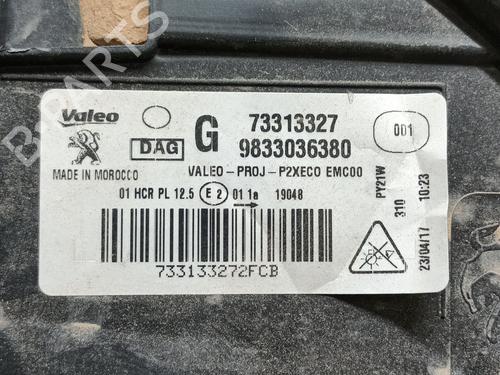 Valeo
DAG
G
73313327
9833036380
001
MADE IN MOROCCO
VALEO-PROJ-P2XECO EMC00
01 HCR PL 12.5 E 2 01 1a 19048
PY21W
310 10:23
23/04/17
733133272FCB
B-PARTS